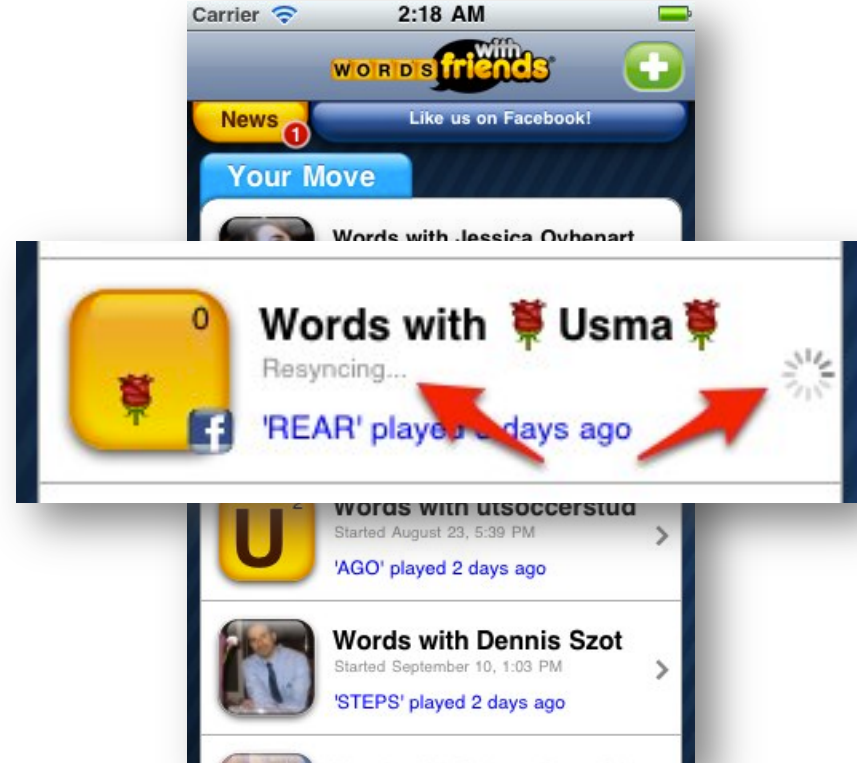 Carrier 2:18 AM
WORDS with friends
News 1
Like us on Facebook!
Your Move
Words with Jessica Ovhenart
0
Words with 🌹Usma🌹
Resyncing...
'REAR' played days ago
Words with utsoccerstud
U 2
Started August 23, 5:39 PM
'AGO' played 2 days ago
Words with Dennis Szot
Started September 10, 1:03 PM
'STEPS' played 2 days ago